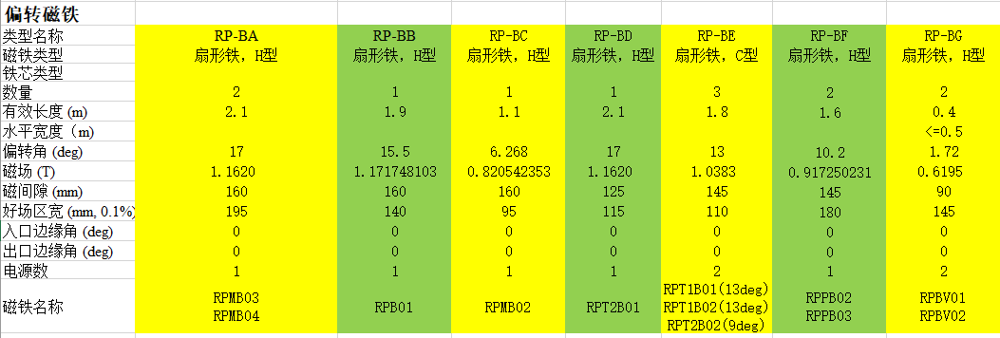 偏转磁铁
类型名称 RP-BA RP-BB RP-BC RP-BD RP-BE RP-BF RP-BG
磁铁类型 扇形铁，H型 扇形铁，H型 扇形铁，H型 扇形铁，H型 扇形铁，C型 扇形铁，H型 扇形铁，H型
铁芯类型
数量 2 1 1 1 3 2 2
有效长度 (m) 2.1 1.9 1.1 2.1 1.8 1.6 0.4
水平宽度（m） <=0.5
偏转角 (deg) 17 15.5 6.268 17 13 10.2 1.72
磁场 (T) 1.1620 1.171748103 0.820542353 1.1620 1.0383 0.917250231 0.6195
磁间隙 (mm) 160 160 160 125 145 145 90
好场区宽 (mm, 0.1%) 195 140 95 115 110 180 145
入口边缘角 (deg) 0 0 0 0 0 0 0
出口边缘角 (deg) 0 0 0 0 0 0 0
电源数 1 1 1 1 2 1 2
磁铁名称 RPMB03 RPMB04 RPB01 RPMB02 RPT2B01 RPT1B01(13deg) RPT1B02(13deg) RPT2B02(9deg) RPPB02 RPPB03 RPBV01 RPBV02